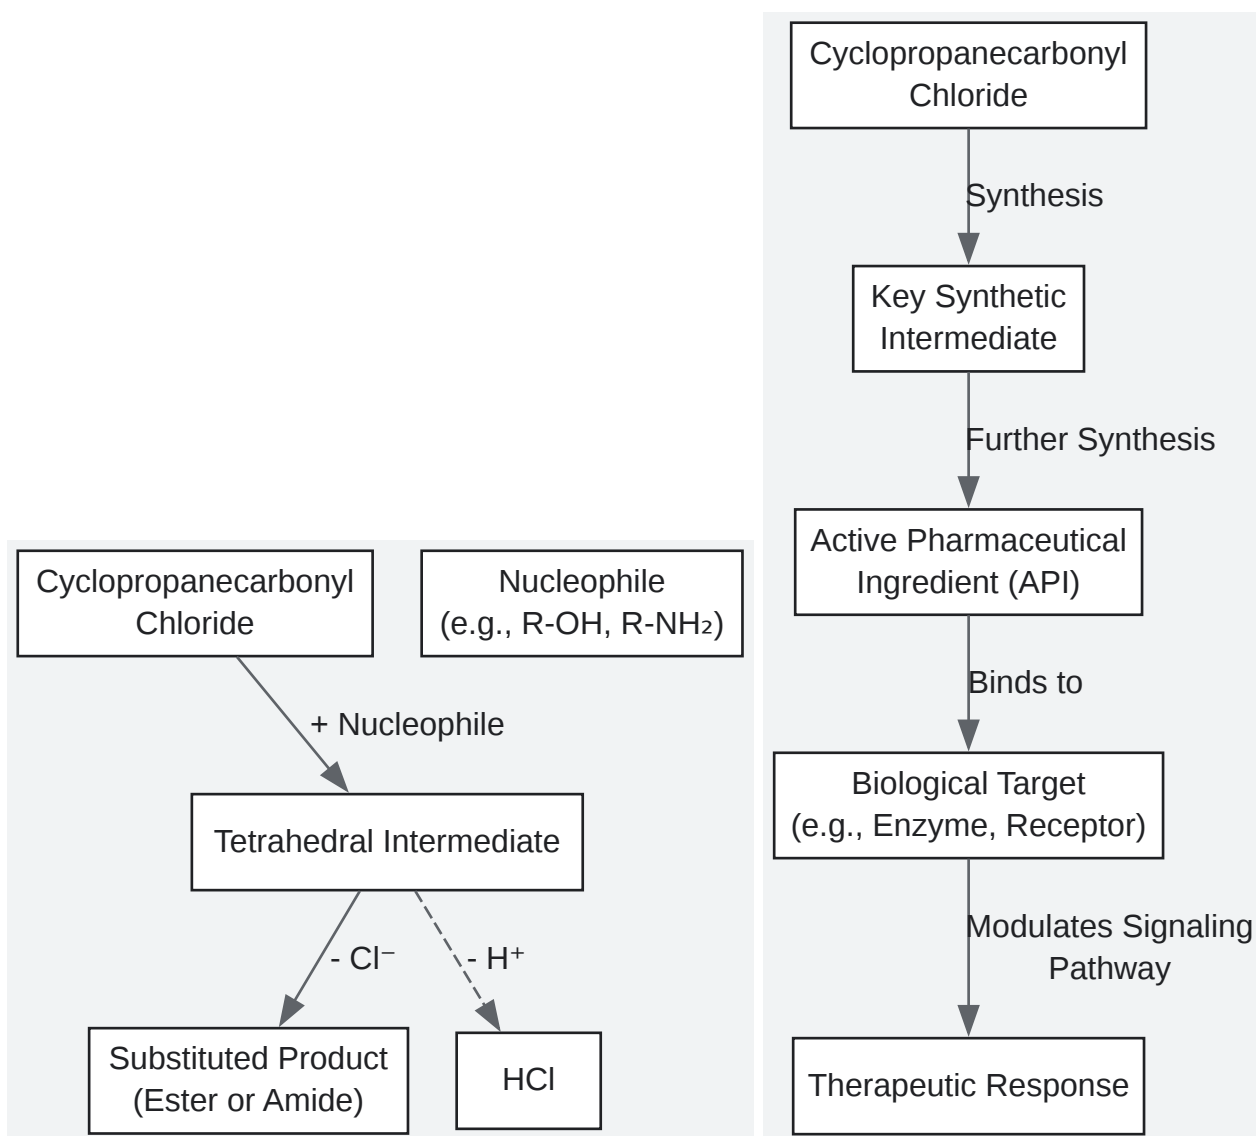 Cyclopropanecarbonyl
Chloride
Nucleophile
(e.g., R-OH, R-NH₂)
+ Nucleophile
Tetrahedral Intermediate
- Cl⁻
- H⁺
Substituted Product
(Ester or Amide)
HCl
Cyclopropanecarbonyl
Chloride
Synthesis
Key Synthetic
Intermediate
Further Synthesis
Active Pharmaceutical
Ingredient (API)
Binds to
Biological Target
(e.g., Enzyme, Receptor)
Modulates Signaling
Pathway
Therapeutic Response